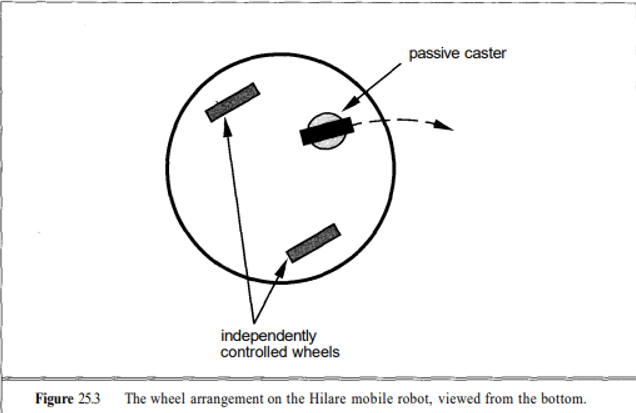 passive caster
independently
controlled wheels
Figure 25.3 The wheel arrangement on the Hilare mobile robot, viewed from the bottom.